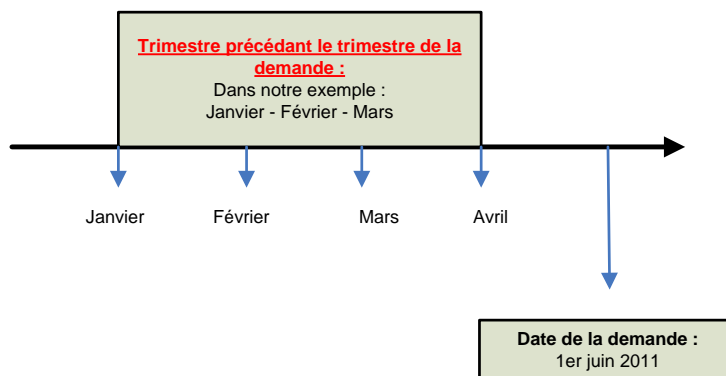 Trimestre précédant le trimestre de la
demande :
Dans notre exemple :
Janvier - Février - Mars
Janvier
Février
Mars
Avril
Date de la demande :
1er juin 2011